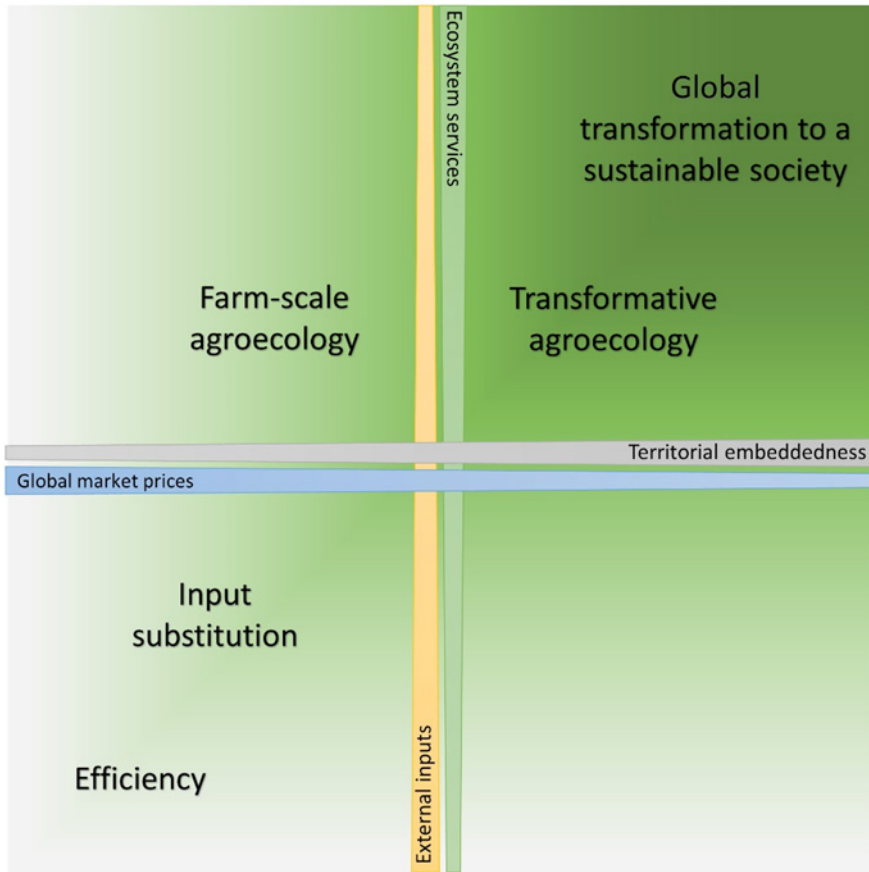 Ecosystem services
Global
transformation to a
sustainable society
Farm-scale
agroecology
Transformative
agroecology
Territorial embeddedness
Global market prices
Input
substitution
Efficiency
External inputs